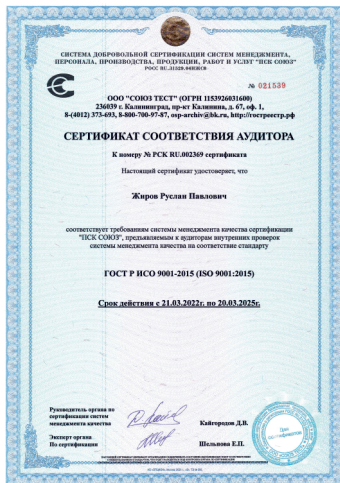 СИСТЕМА ДОБРОВОЛЬНОЙ СЕРТИФИКАЦИИ СИСТЕМ МЕНЕДЖМЕНТА,
ПЕРСОНАЛА, ПРОИЗВОДСТВА, ПРОДУКЦИИ, РАБОТ И УСЛУГ "ПСК СОЮЗ"
№ 021539
ООО "СОЮЗ ТЕСТ" (ОГРН 1153926031600)
236039 г. Калининград, пр-кт Калинина, д. 67, оф. 1,
8-(4012) 373-693, 8-800-700-97-87, osp-archiv@bk.ru, http://гостреестр.рф
СЕРТИФИКАТ СООТВЕТСТВИЯ АУДИТОРА
К номеру № РСК RU.002369 сертификата
Настоящий сертификат удостоверяет, что
Жиров Руслан Павлович
соответствует требованиям системы менеджмента качества сертификации
"ПСК СОЮЗ", предъявляемым к аудиторам внутренних проверок
системы менеджмента качества на соответствие стандарту
ГОСТ Р ИСО 9001-2015 (ISO 9001:2015)
Срок действия с 21.03.2022г. по 20.03.2025г.
Руководитель органа по
сертификации систем
менеджмента качества
Кайгородов Д.В.
Эксперт органа
По сертификации
Шельпова Е.П.
Для
сертификатов